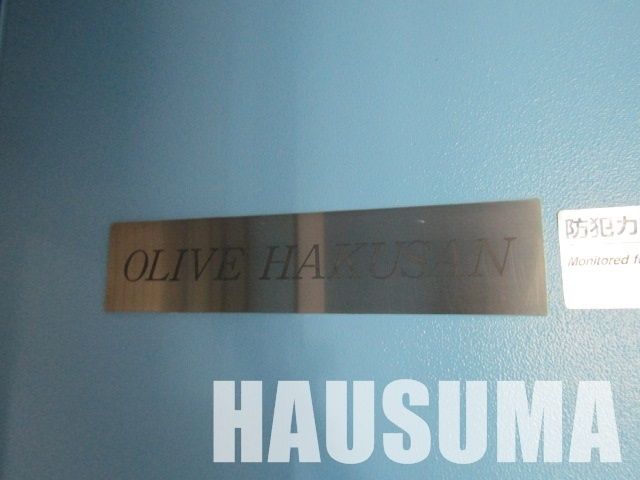 OLIVE HAKUSAN
防犯カ
Monitored f
HAUSUMA